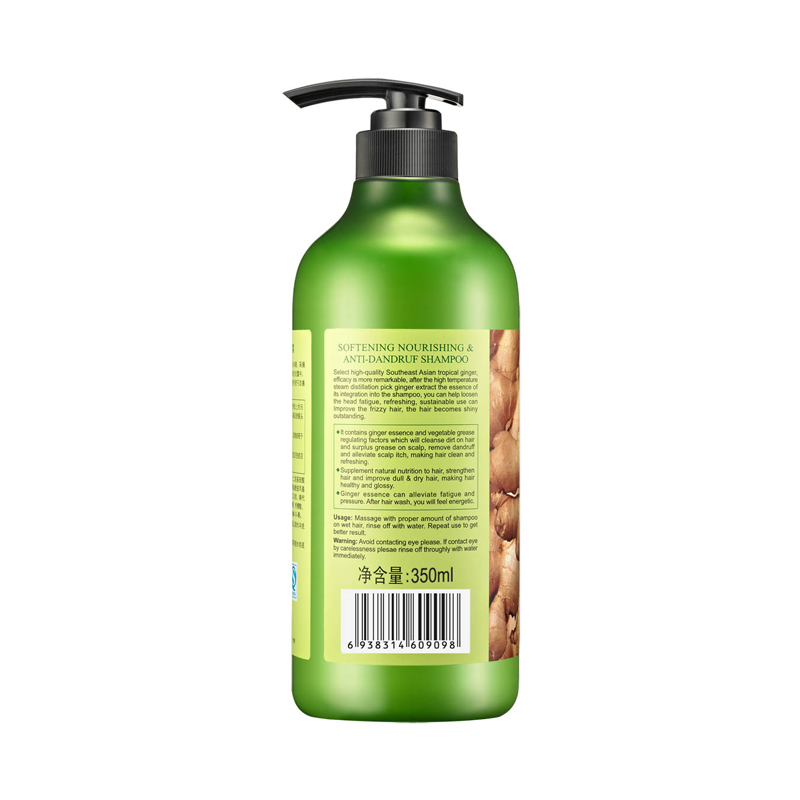 SOFTENING NOURISHING &
ANTI-DANDRUF SHAMPOO
Select high-quality Southeast Asian tropical ginger,
efficacy is more remarkable, after the high temperature
steam distillation pick ginger extract the essence of
its integration into the shampoo, you can help loosen
the head fatigue, refreshing, sustainable use can
Improve the frizzy hair, the hair becomes shiny
outstanding.
◆It contains ginger essence and vegetable grease
regulating factors which will cleanse dirt on hair
and surplus grease on scalp, remove dandruff
and alleviate scalp itch, making hair clean and
refreshing.
◆Supplement natural nutrition to hair, strengthen
hair and improve dull & dry hair, making hair
healthy and glossy.
◆Ginger essence can alleviate fatigue and
pressure. After hair wash, you will feel energetic.
Usage: Massage with proper amount of shampoo
on wet hair, rinse off with water. Repeat use to get
better result.
Warning: Avoid contacting eye please. If contact eye
by carelessness plesae rinse off throughly with water
immediately.
净含量:350ml
6 938314 609098